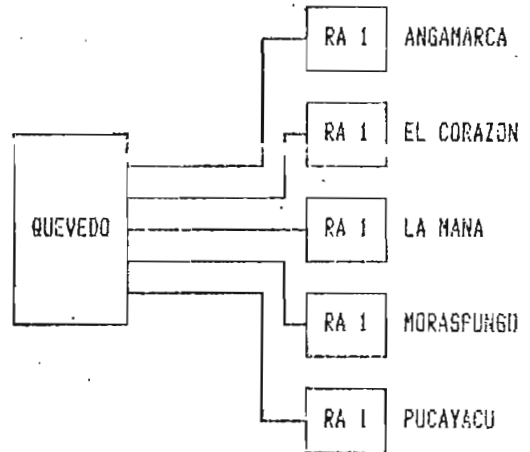 RA 1 ANGAMARCA
RA 1 EL CORAZON
QUEVEDO
RA 1 LA MANA
RA 1 MORASPUNGO
RA 1 PUCAYACU